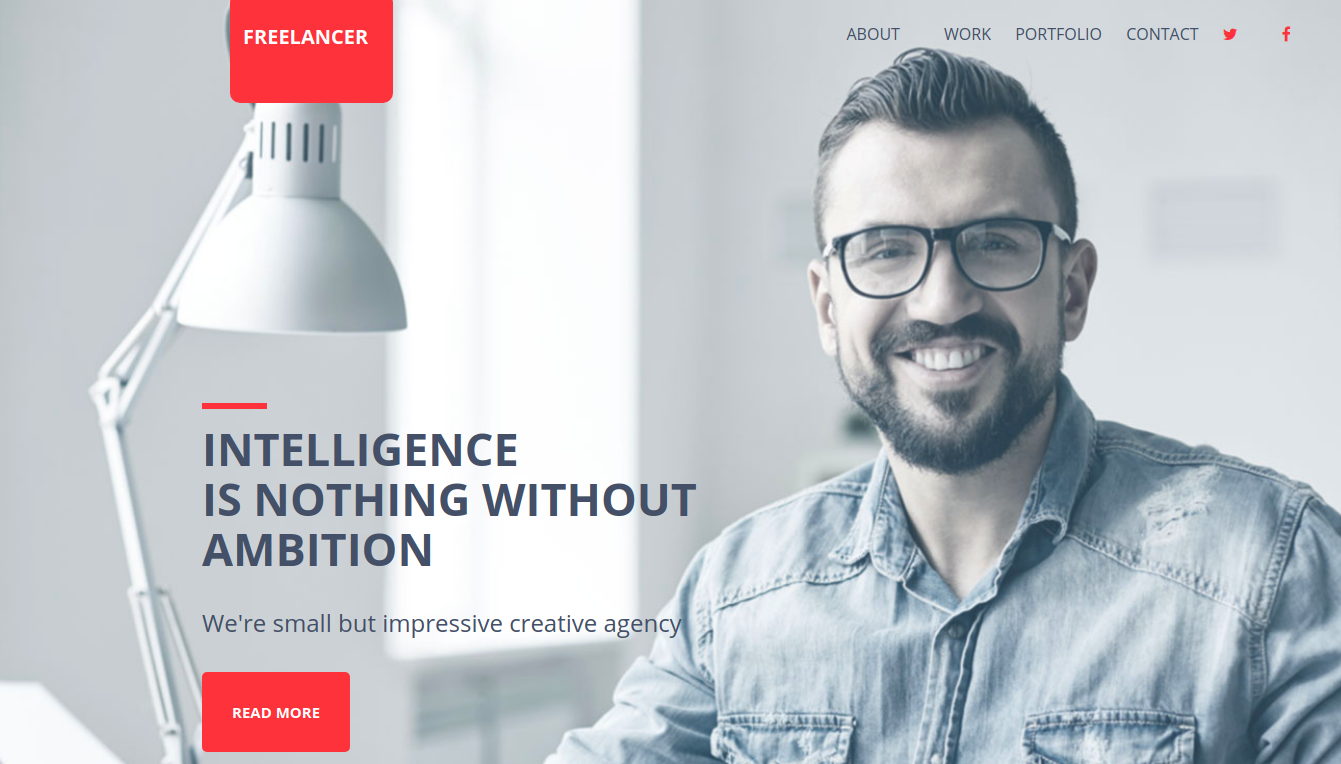 FREELANCER
ABOUT WORK PORTFOLIO CONTACT
INTELLIGENCE
IS NOTHING WITHOUT
AMBITION
We're small but impressive creative agency
READ MORE